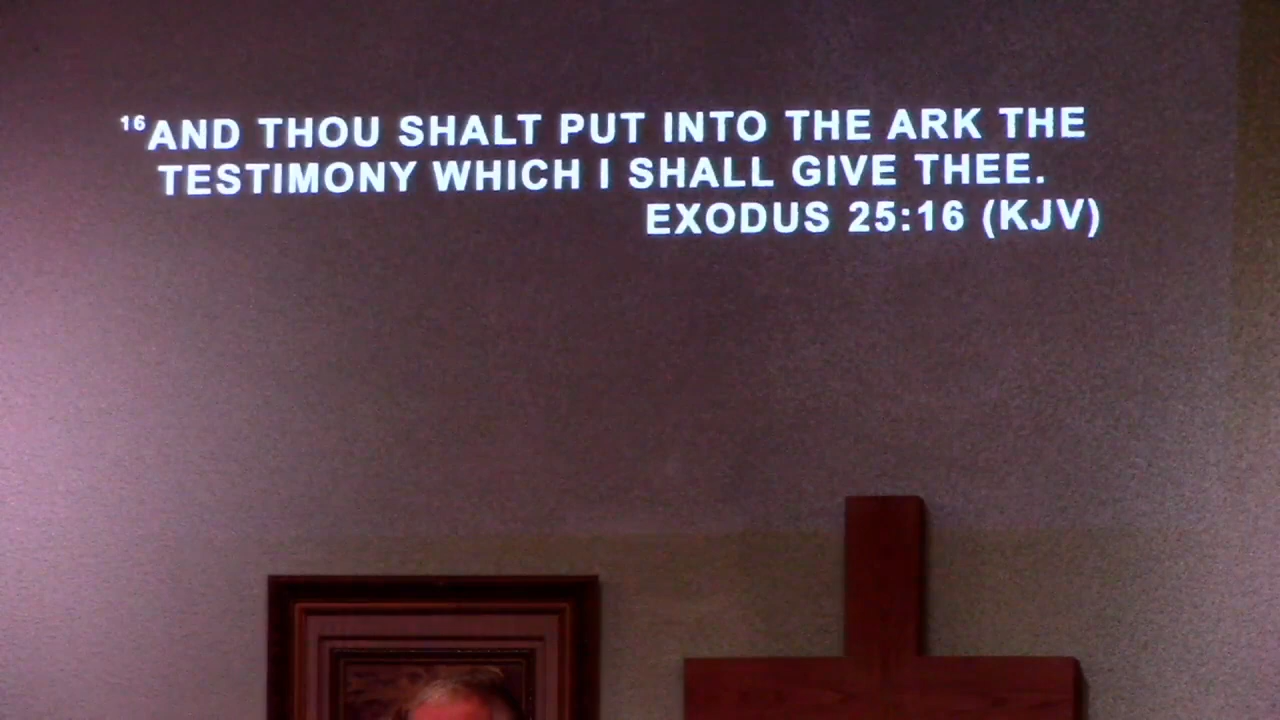 ¹⁶AND THOU SHALT PUT INTO THE ARK THE
TESTIMONY WHICH I SHALL GIVE THEE.
EXODUS 25:16 (KJV)